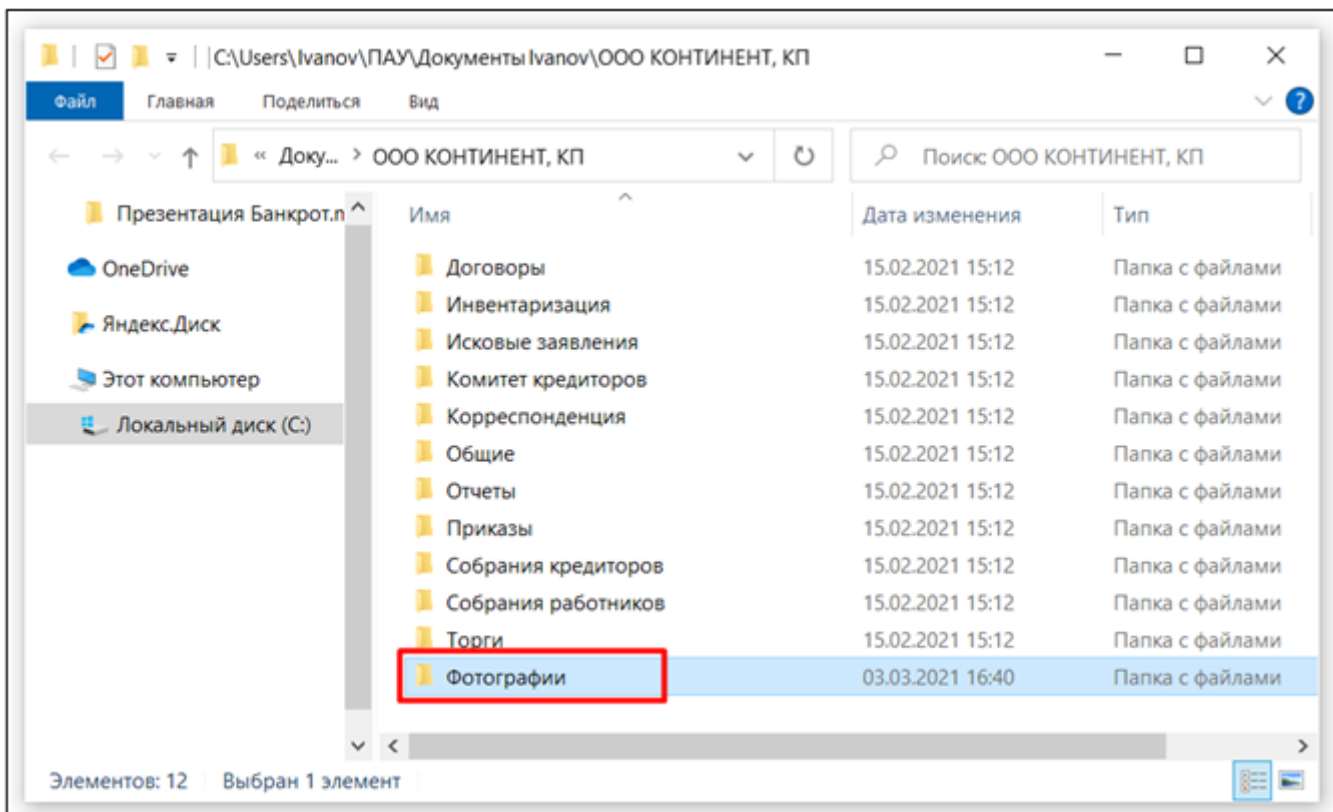 C:\Users\Ivanov\ПАУ\Документы Ivanov\ООО КОНТИНЕНТ, КП
Файл Главная Поделиться Вид
« Доку... > ООО КОНТИНЕНТ, КП Поиск: ООО КОНТИНЕНТ, КП
Презентация Банкрот.п Имя Дата изменения Тип
OneDrive Договоры 15.02.2021 15:12 Папка с файлами
Инвентаризация 15.02.2021 15:12 Папка с файлами
Яндекс.Диск Исковые заявления 15.02.2021 15:12 Папка с файлами
Этот компьютер Комитет кредиторов 15.02.2021 15:12 Папка с файлами
Локальный диск (C:) Корреспонденция 15.02.2021 15:12 Папка с файлами
Общие 15.02.2021 15:12 Папка с файлами
Отчеты 15.02.2021 15:12 Папка с файлами
Приказы 15.02.2021 15:12 Папка с файлами
Собрания кредиторов 15.02.2021 15:12 Папка с файлами
Собрания работников 15.02.2021 15:12 Папка с файлами
Торги 15.02.2021 15:12 Папка с файлами
Фотографии 03.03.2021 16:40 Папка с файлами
Элементов: 12 Выбран 1 элемент